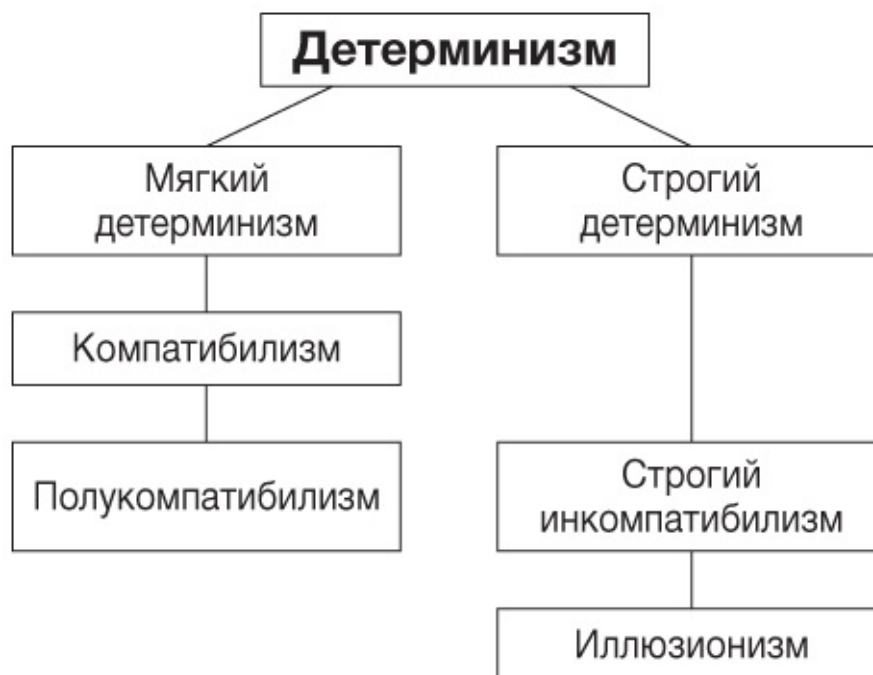 Детерминизм
Мягкий
детерминизм
Строгий
детерминизм
Компатибилизм
Полукомпатибилизм
Строгий
инкомпатибилизм
Иллюзионизм